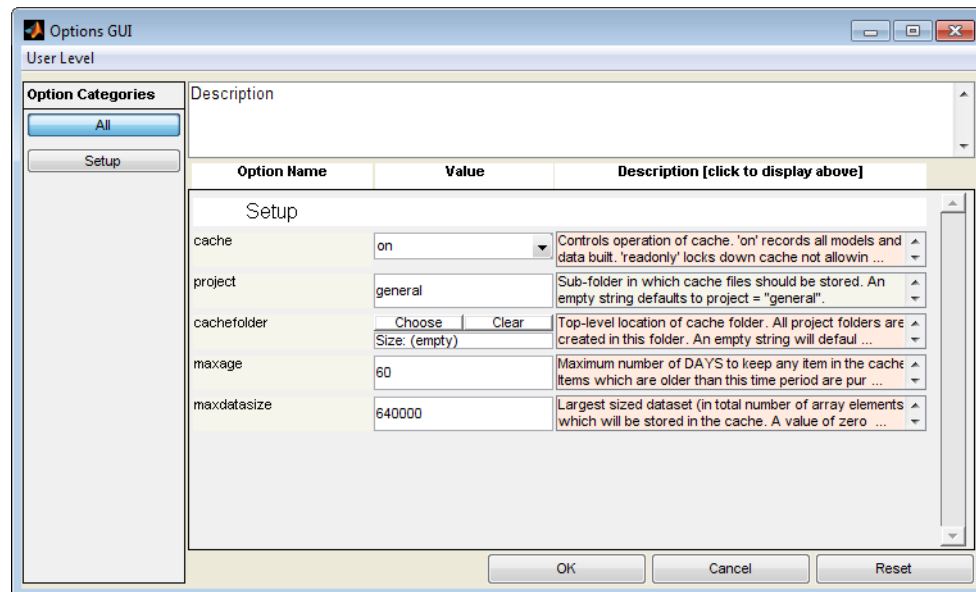 Options GUI
User Level
Option Categories
All
Setup
Description
Option Name Value Description [click to display above]
Setup
cache
on
Controls operation of cache. 'on' records all models and
data built. 'readonly' locks down cache not allowin ...
project
general
Sub-folder in which cache files should be stored. An
empty string defaults to project = "general".
cachefolder
Choose Clear
Size: (empty)
Top-level location of cache folder. All project folders are
created in this folder. An empty string will defaul ...
maxage
60
Maximum number of DAYS to keep any item in the cache
Items which are older than this time period are pur ...
maxdatasize
640000
Largest sized dataset (in total number of array elements
which will be stored in the cache. A value of zero ...
OK Cancel Reset